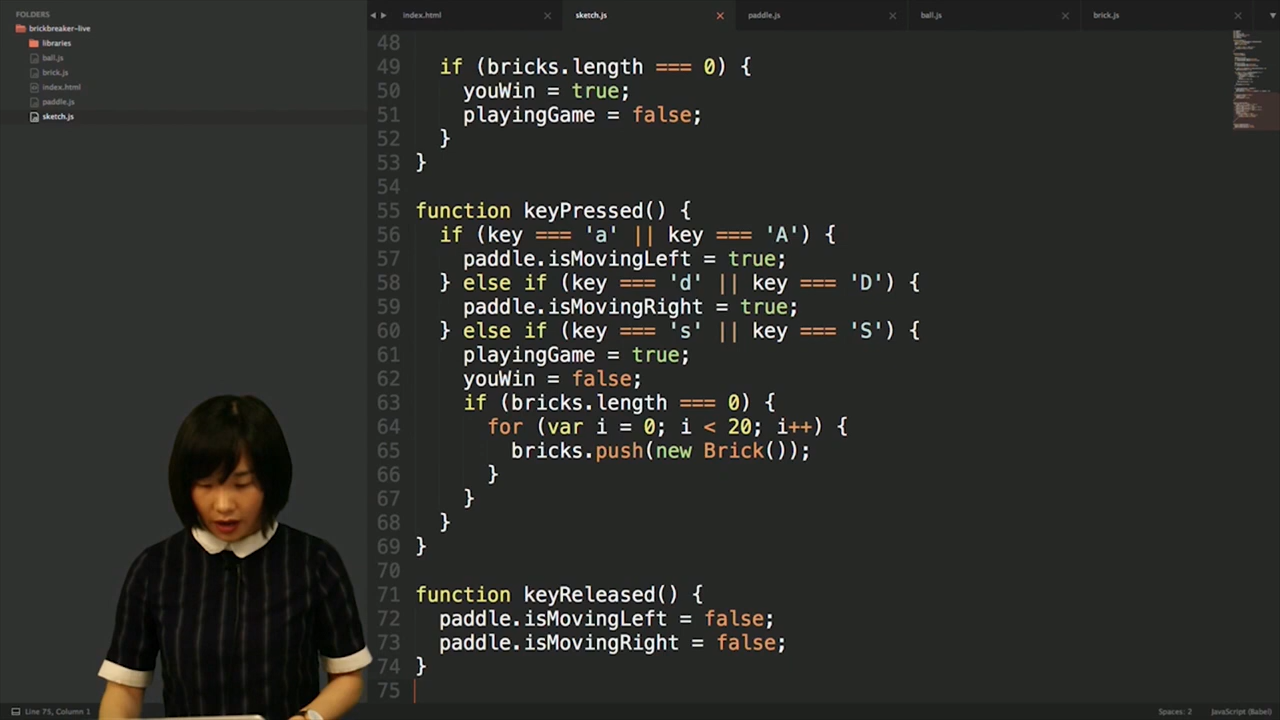 FOLDERS
brickbreaker-live
libraries
ball.js
brick.js
index.html
paddle.js
sketch.js
index.html
sketch.js
paddle.js
ball.js
brick.js
48
49 if (bricks.length === 0) {
50 youWin = true;
51 playingGame = false;
52 }
53 }
54
55 function keyPressed() {
56 if (key === 'a' || key === 'A') {
57 paddle.isMovingLeft = true;
58 } else if (key === 'd' || key === 'D') {
59 paddle.isMovingRight = true;
60 } else if (key === 's' || key === 'S') {
61 playingGame = true;
62 youWin = false;
63 if (bricks.length === 0) {
64 for (var i = 0; i < 20; i++) {
65 bricks.push(new Brick());
66 }
67 }
68 }
69 }
70
71 function keyReleased() {
72 paddle.isMovingLeft = false;
73 paddle.isMovingRight = false;
74 }
75
Line 75, Column 1
Spaces: 2
JavaScript (Babel)